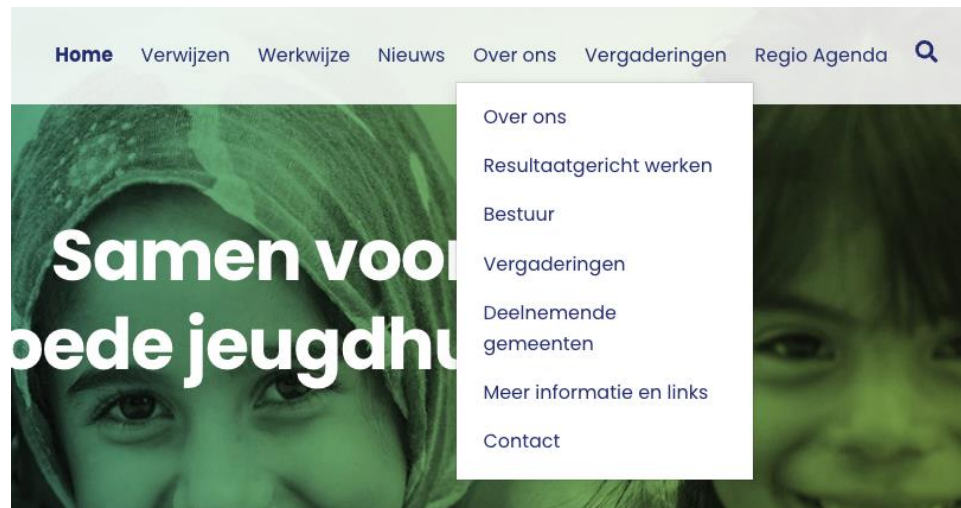 Home Verwijzen Werkwijze Nieuws Over ons Vergaderingen Regio Agenda
Over ons
Resultaatgericht werken
Bestuur
Vergaderingen
Deelnemende
gemeenten
Meer informatie en links
Contact
Samen voor
oede jeugdhu